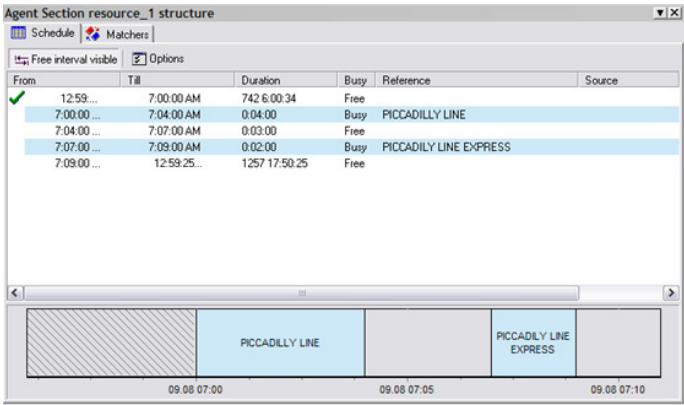 Agent Section resource_1 structure
Schedule Matchers
Free interval visible Options
From Till Duration Busy Reference Source
12:59:... 7:00:00 AM 742 6:00:34 Free
7:00:00 ... 7:04:00 AM 0:04:00 Busy PICCADILLY LINE
7:04:00 ... 7:07:00 AM 0:03:00 Free
7:07:00 ... 7:09:00 AM 0:02:00 Busy PICCADILY LINE EXPRESS
7:09:00 ... 12:59:25... 1257 17:50:25 Free
PICCADILLY LINE
PICCADILY LINE
EXPRESS
09.08 07:00 09.08 07:05 09.08 07:10